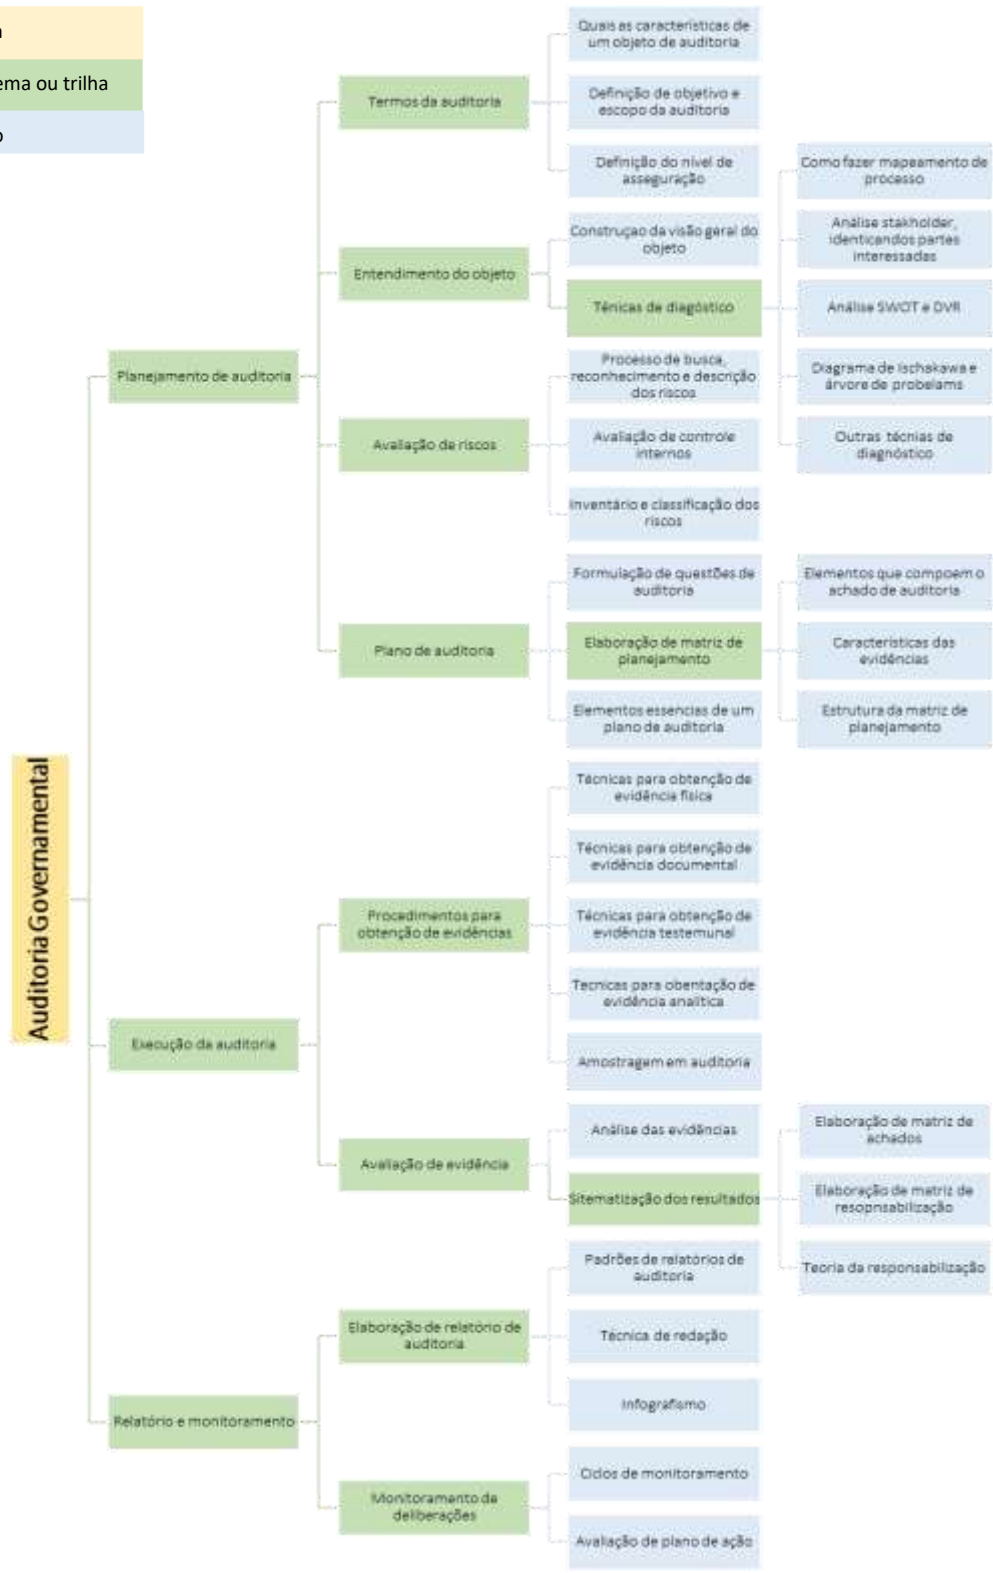 ema ou trilha
Quais as características de
um objeto de auditoria
Termos da auditoria
Definição de objetivo e
escopo da auditoria
Definição do nível de
asseguração
Como fazer mapeamento de
processo
Construçao da visão geral do
objeto
Análise stakholder,
identicandos partes
interessadas
Entendimento do objeto
Ténicas de diagóstico
Análise SWOT e DVR
Planejamento de auditoria
Processo de busca,
reconhecimento e descrição
dos riscos
Diagrama de Ischakawa e
árvore de probelams
Avaliação de riscos
Avaliação de controle
internos
Outras técnias de
diagnóstico
Inventário e classificação dos
riscos
Formulação de questões de
auditoria
Elementos que compoem o
achado de auditoria
Plano de auditoria
Elaboração de matriz de
planejamento
Características das
evidências
Elementos essencias de um
plano de auditoria
Estrutura da matriz de
planejamento
Auditoria Governamental
Técnicas para obtenção de
evidência física
Técnicas para obtenção de
evidência documental
Procedimentos para
obtenção de evidências
Técnicas para obtenção de
evidência testemunal
Tecnicas para obentação de
evidência analítica
Execução da auditoria
Amostragem em auditoria
Análise das evidências
Elaboração de matriz de
achados
Avaliação de evidência
Sitematização dos resultados
Elaboração de matriz de
resopnsabilização
Padrões de relatórios de
auditoria
Teoria da responsabilização
Elaboração de relatório de
auditoria
Técnica de redação
Relatório e monitoramento
Infografismo
Monitoramento de
deliberações
Ciclos de monitoramento
Avaliação de plano de ação